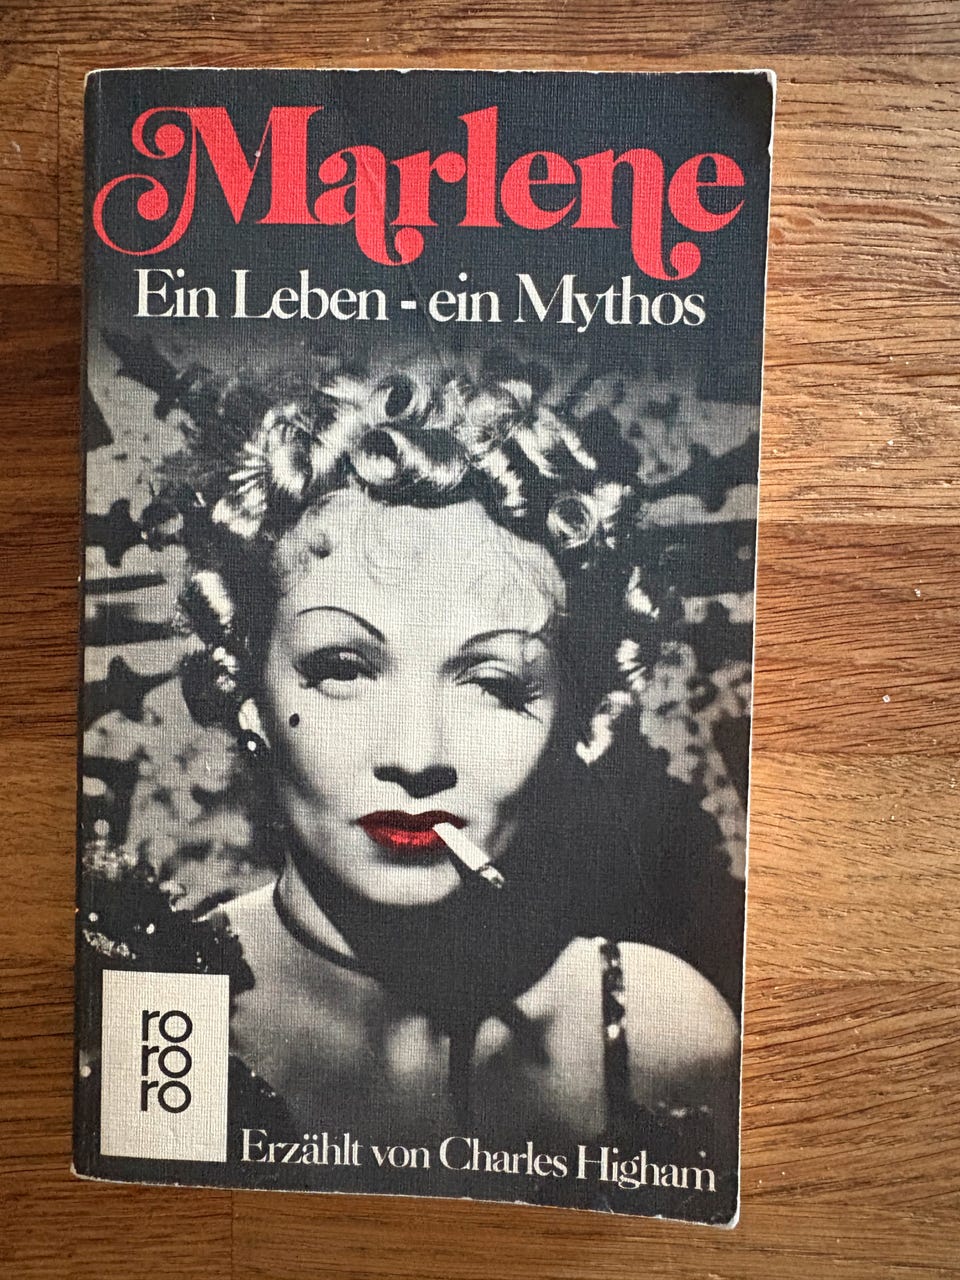 Marlene
Ein Leben - ein Mythos
ro
ro
ro
Erzählt von Charles Higham